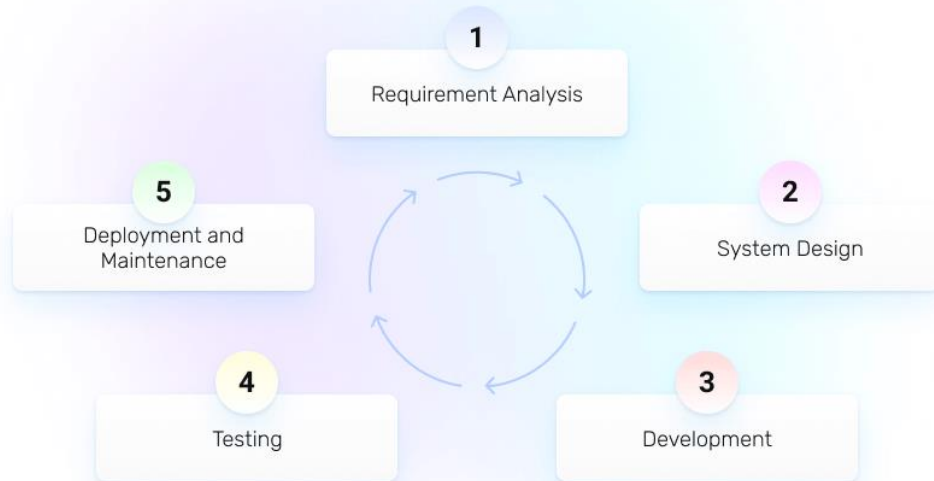 1
Requirement Analysis
2
System Design
3
Development
4
Testing
5
Deployment and
Maintenance